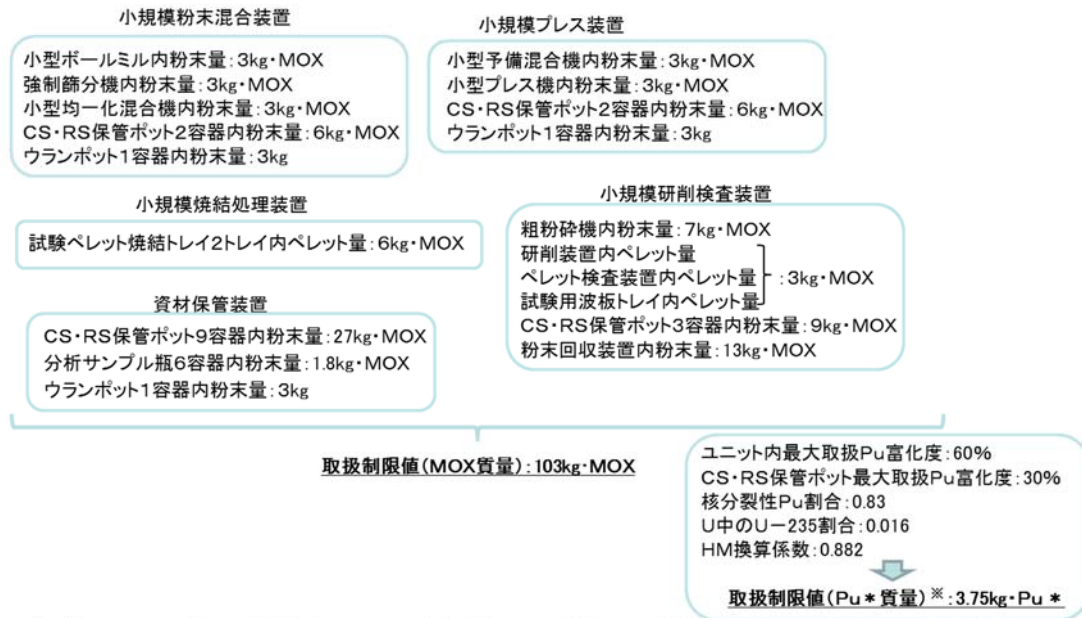 小規模粉末混合装置
小型ボールミル内粉末量:3kg・MOX
強制篩分機内粉末量:3kg・MOX
小型均一化混合機内粉末量:3kg・MOX
CS・RS保管ポット2容器内粉末量:6kg・MOX
ウランポット1容器内粉末量:3kg
小規模プレス装置
小型予備混合機内粉末量:3kg・MOX
小型プレス機内粉末量:3kg・MOX
CS・RS保管ポット2容器内粉末量:6kg・MOX
ウランポット1容器内粉末量:3kg
小規模焼結処理装置
試験ペレット焼結トレイ2トレイ内ペレット量:6kg・MOX
小規模研削検査装置
粗粉砕機内粉末量:7kg・MOX
研削装置内ペレット量
ペレット検査装置内ペレット量 :3kg・MOX
試験用波板トレイ内ペレット量
CS・RS保管ポット3容器内粉末量:9kg・MOX
粉末回収装置内粉末量:13kg・MOX
資材保管装置
CS・RS保管ポット9容器内粉末量:27kg・MOX
分析サンプル瓶6容器内粉末量:1.8kg・MOX
ウランポット1容器内粉末量:3kg
取扱制限値(MOX質量):103kg・MOX
ユニット内最大取扱Pu富化度:60%
CS・RS保管ポット最大取扱Pu富化度:30%
核分裂性Pu割合:0.83
U中のU-235割合:0.016
HM換算係数:0.882
取扱制限値(Pu*質量)※:3.75kg・Pu*